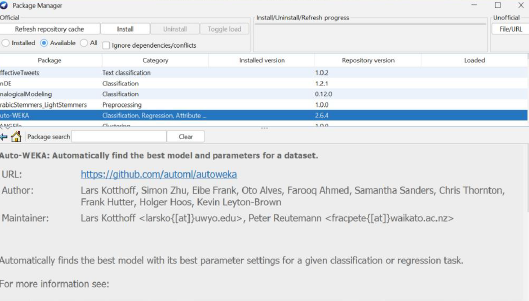 Package Manager
Official
Install/Uninstall/Refresh progress
Unofficial
Refresh repository cache Install Uninstall Toggle load File/URL
Installed Available All Ignore dependencies/conflicts
Package Category Installed version Repository version Loaded
ffectiveTweets Text classification 1.0.2
nDE Classification 1.2.1
nalogicalModeling Classification 0.12.0
rabicStemmers_LightStemmers Preprocessing 1.0.0
uto-WEKA Classification, Regression, Attribute ... 2.6.4
Package search Clear
Auto-WEKA: Automatically find the best model and parameters for a dataset.
URL: https://github.com/automl/autoweka
Author: Lars Kotthoff, Simon Zhu, Eibe Frank, Oto Alves, Farooq Ahmed, Samantha Sanders, Chris Thornton,
Frank Hutter, Holger Hoos, Kevin Leyton-Brown
Maintainer: Lars Kotthoff <larsko{[at]}uwyo.edu>, Peter Reutemann <fracpete{[at]}waikato.ac.nz>
Automatically finds the best model with its best parameter settings for a given classification or regression task.
For more information see: